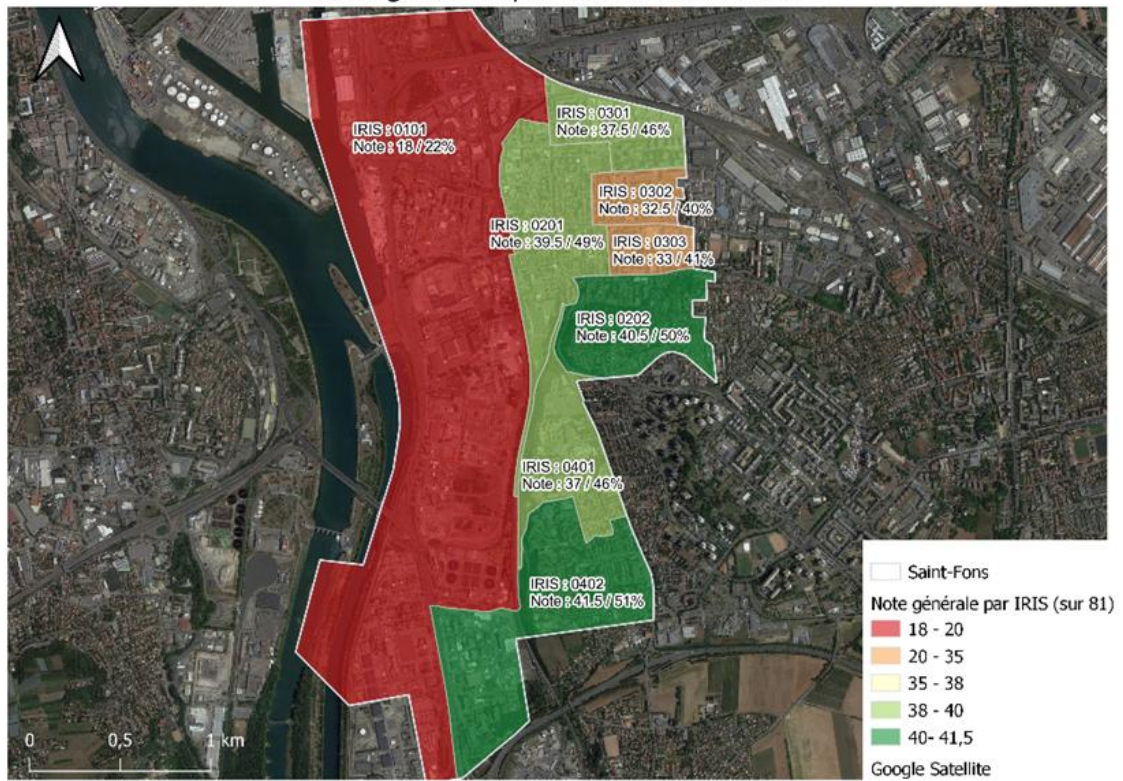 IRIS : 0101
Note : 18 / 22%
IRIS : 0301
Note : 37.5 / 46%
IRIS : 0302
Note : 32.5 / 40%
IRIS : 0201
Note : 39.5 / 49%
IRIS : 0303
Note : 33 / 41%
IRIS : 0202
Note : 40.5 / 50%
IRIS : 0401
Note : 37 / 46%
IRIS : 0402
Note : 41.5 / 51%
Saint-Fons
Note générale par IRIS (sur 81)
18 - 20
20 - 35
35 - 38
38 - 40
40- 41,5
Google Satellite
0 0,5 1 km